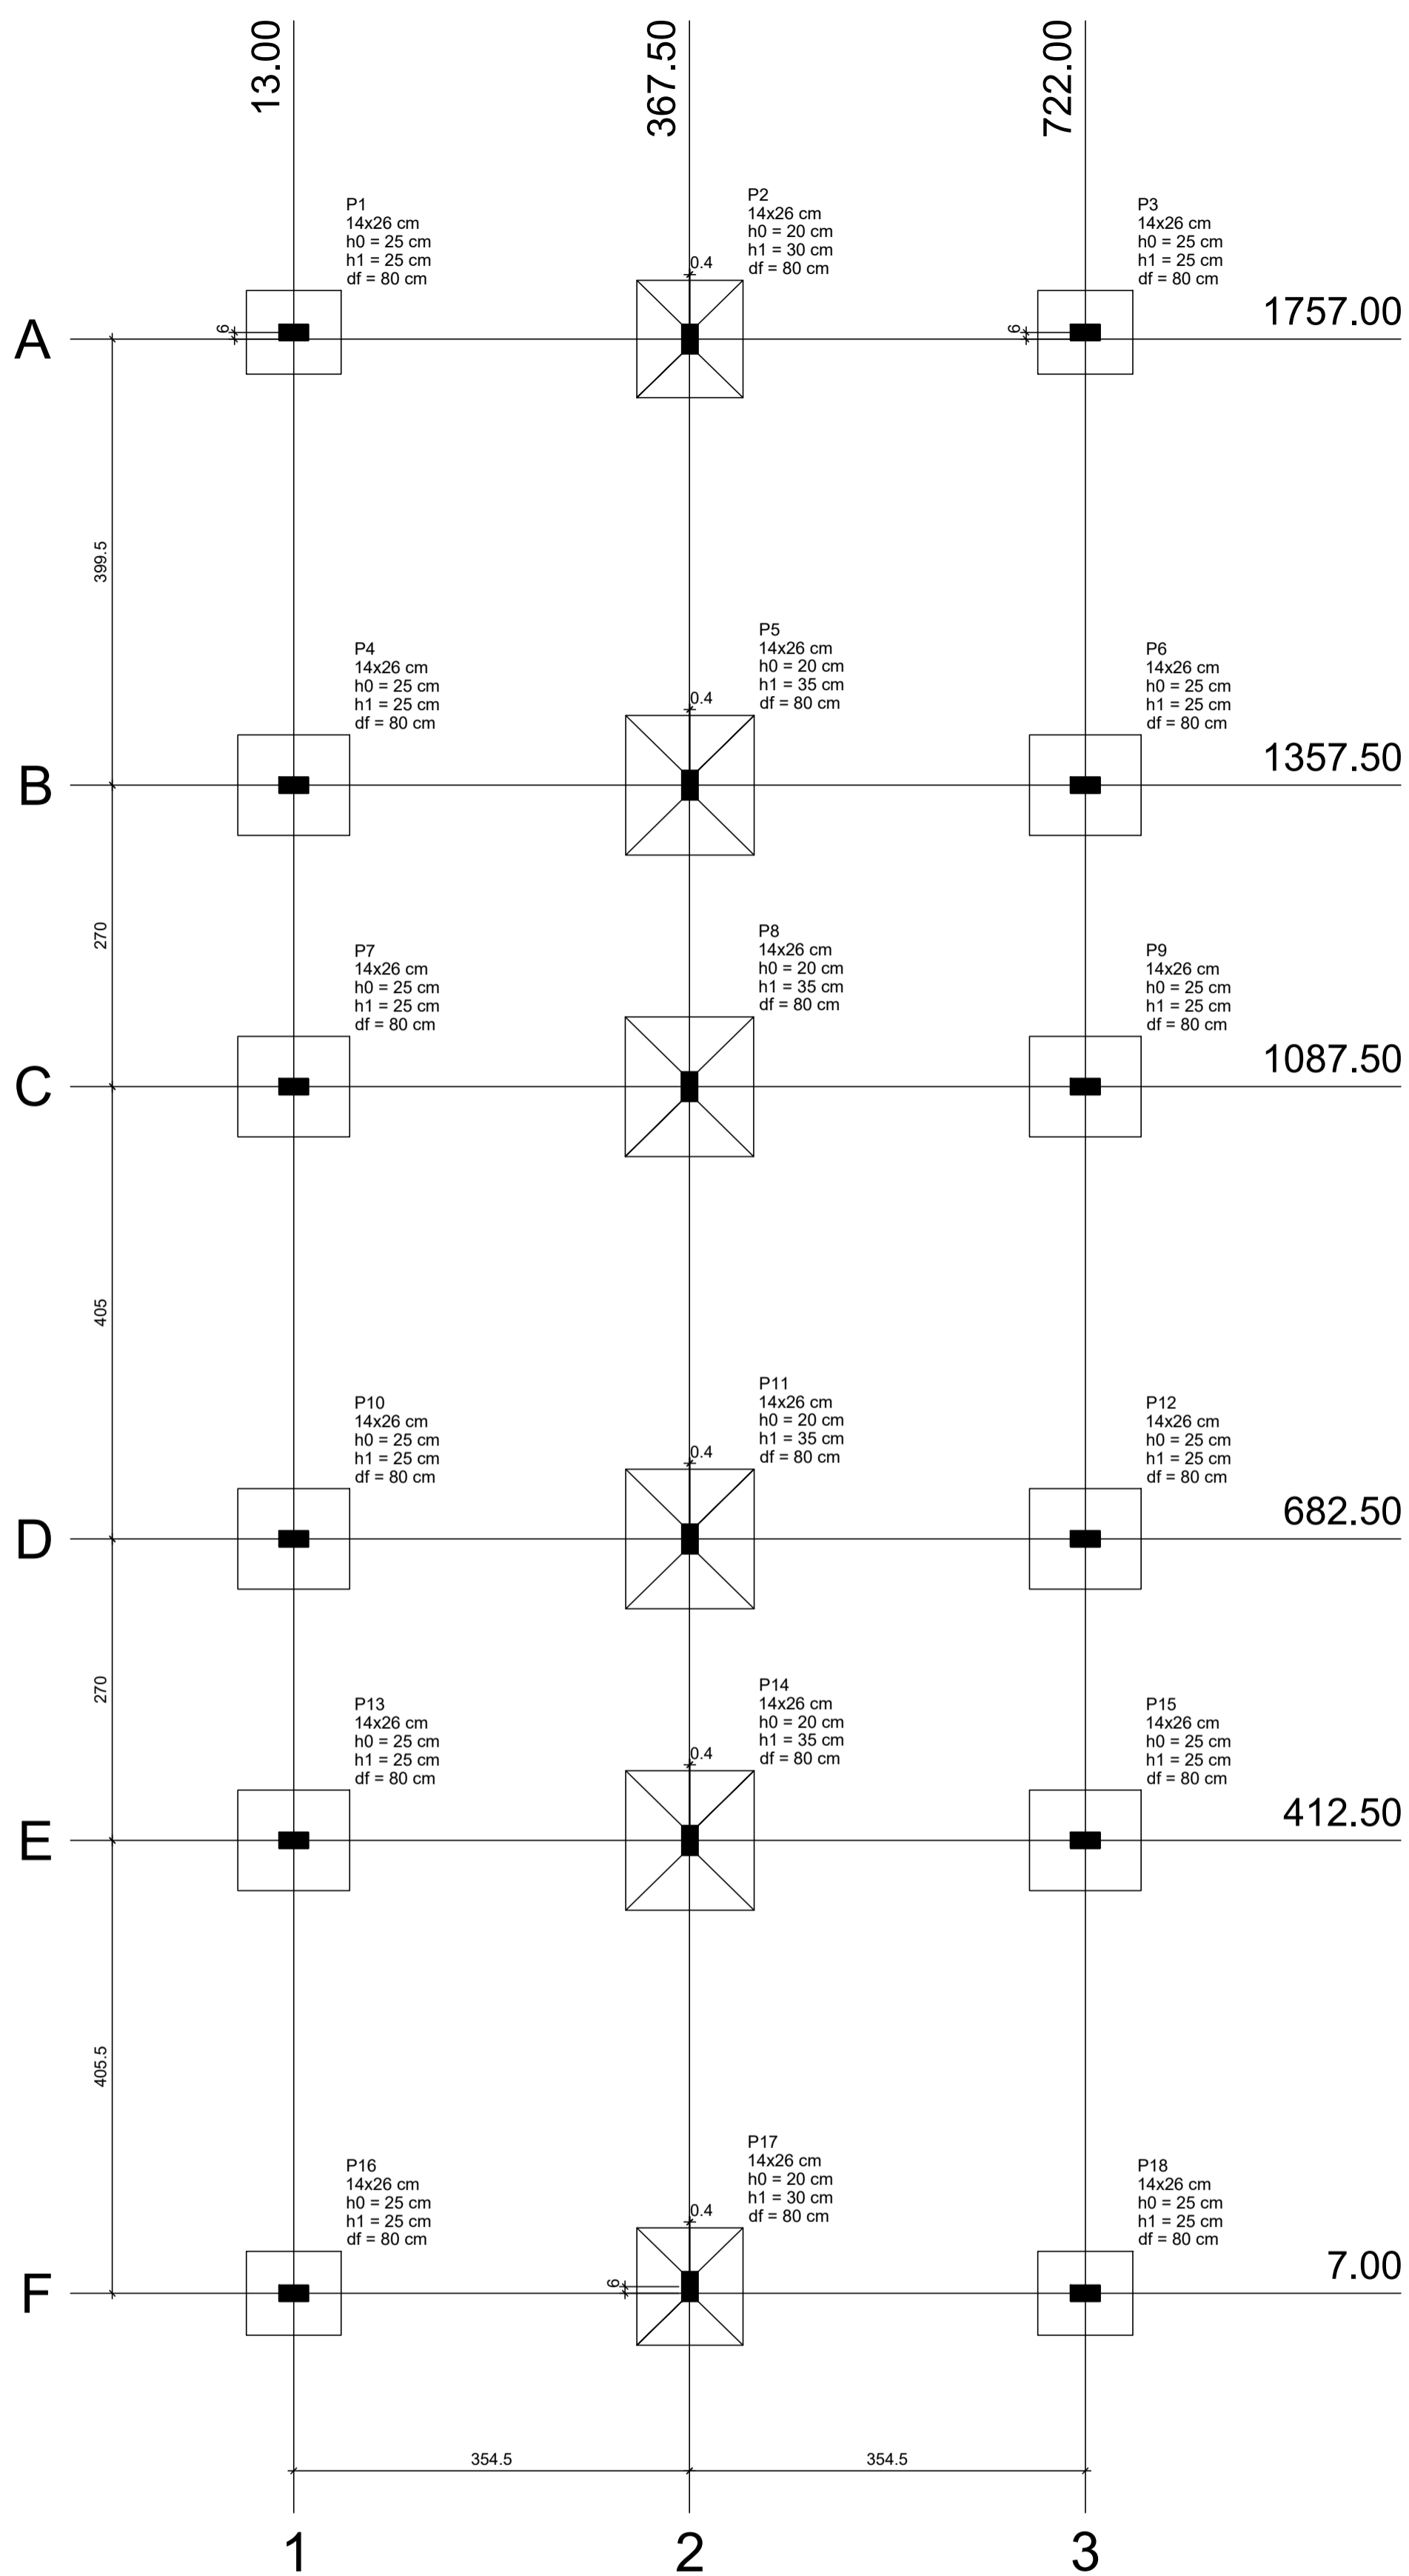 13.00
367.50
722.00
P1
14x26 cm
h0 = 25 cm
h1 = 25 cm
df = 80 cm
P2
14x26 cm
h0 = 20 cm
h1 = 30 cm
df = 80 cm
P3
14x26 cm
h0 = 25 cm
h1 = 25 cm
df = 80 cm
0.4
6
6
A
1757.00
399.5
P4
14x26 cm
h0 = 25 cm
h1 = 25 cm
df = 80 cm
P5
14x26 cm
h0 = 20 cm
h1 = 35 cm
df = 80 cm
P6
14x26 cm
h0 = 25 cm
h1 = 25 cm
df = 80 cm
0.4
B
1357.50
270
P7
14x26 cm
h0 = 25 cm
h1 = 25 cm
df = 80 cm
P8
14x26 cm
h0 = 20 cm
h1 = 35 cm
df = 80 cm
P9
14x26 cm
h0 = 25 cm
h1 = 25 cm
df = 80 cm
C
1087.50
405
P10
14x26 cm
h0 = 25 cm
h1 = 25 cm
df = 80 cm
P11
14x26 cm
h0 = 20 cm
h1 = 35 cm
df = 80 cm
P12
14x26 cm
h0 = 25 cm
h1 = 25 cm
df = 80 cm
0.4
D
682.50
270
P13
14x26 cm
h0 = 25 cm
h1 = 25 cm
df = 80 cm
P14
14x26 cm
h0 = 20 cm
h1 = 35 cm
df = 80 cm
P15
14x26 cm
h0 = 25 cm
h1 = 25 cm
df = 80 cm
0.4
E
412.50
405.5
P16
14x26 cm
h0 = 25 cm
h1 = 25 cm
df = 80 cm
P17
14x26 cm
h0 = 20 cm
h1 = 30 cm
df = 80 cm
P18
14x26 cm
h0 = 25 cm
h1 = 25 cm
df = 80 cm
0.4
6
F
7.00
354.5
354.5
1
2
3